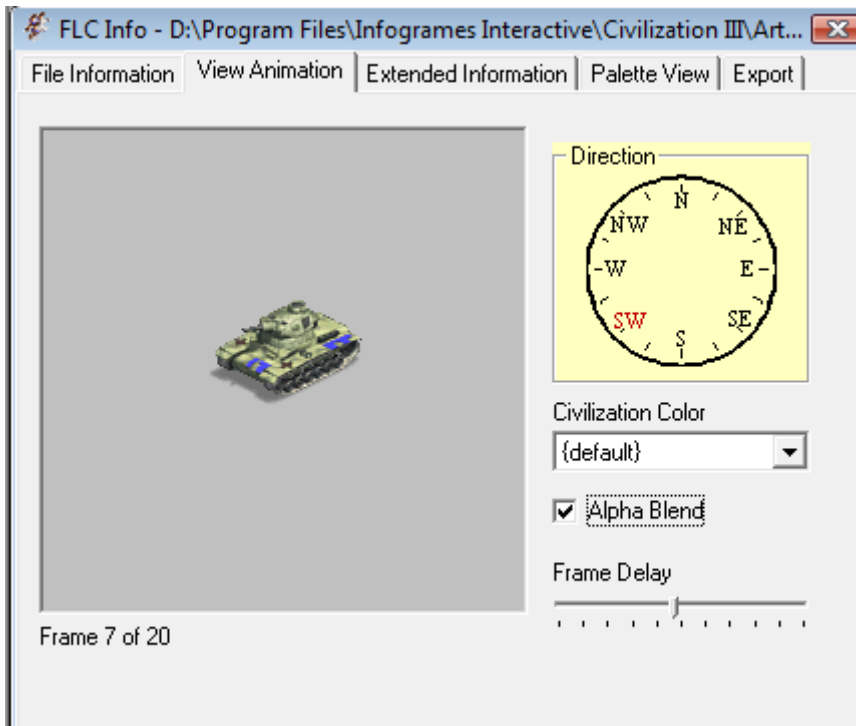 FLC Info - D:\Program Files\Infogrames Interactive\Civilization III\Art...
File Information View Animation Extended Information Palette View Export
Direction
N
NW NE
W E
SW SE
S
Civilization Color
{default}
Alpha Blend
Frame Delay
Frame 7 of 20